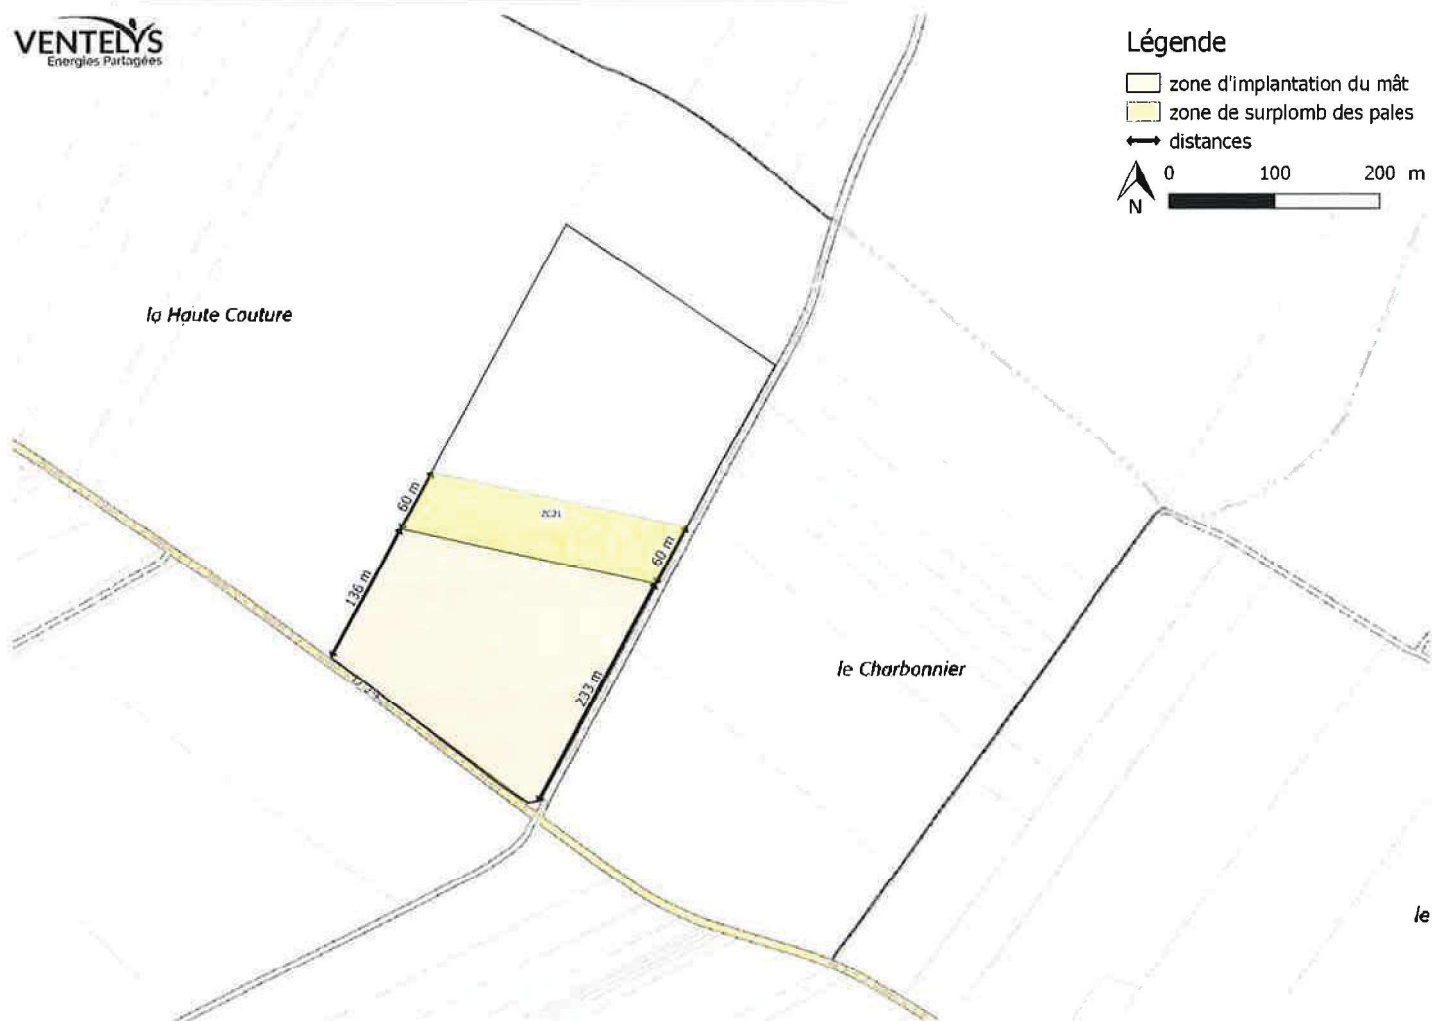 VENTELYS
Energies Partagées
Légende
zone d'implantation du mât
zone de surplomb des pales
distances
0 100 200 m
N
la Haute Couture
60 m
ZC21
60 m
136 m
233 m
le Charbonnier
le